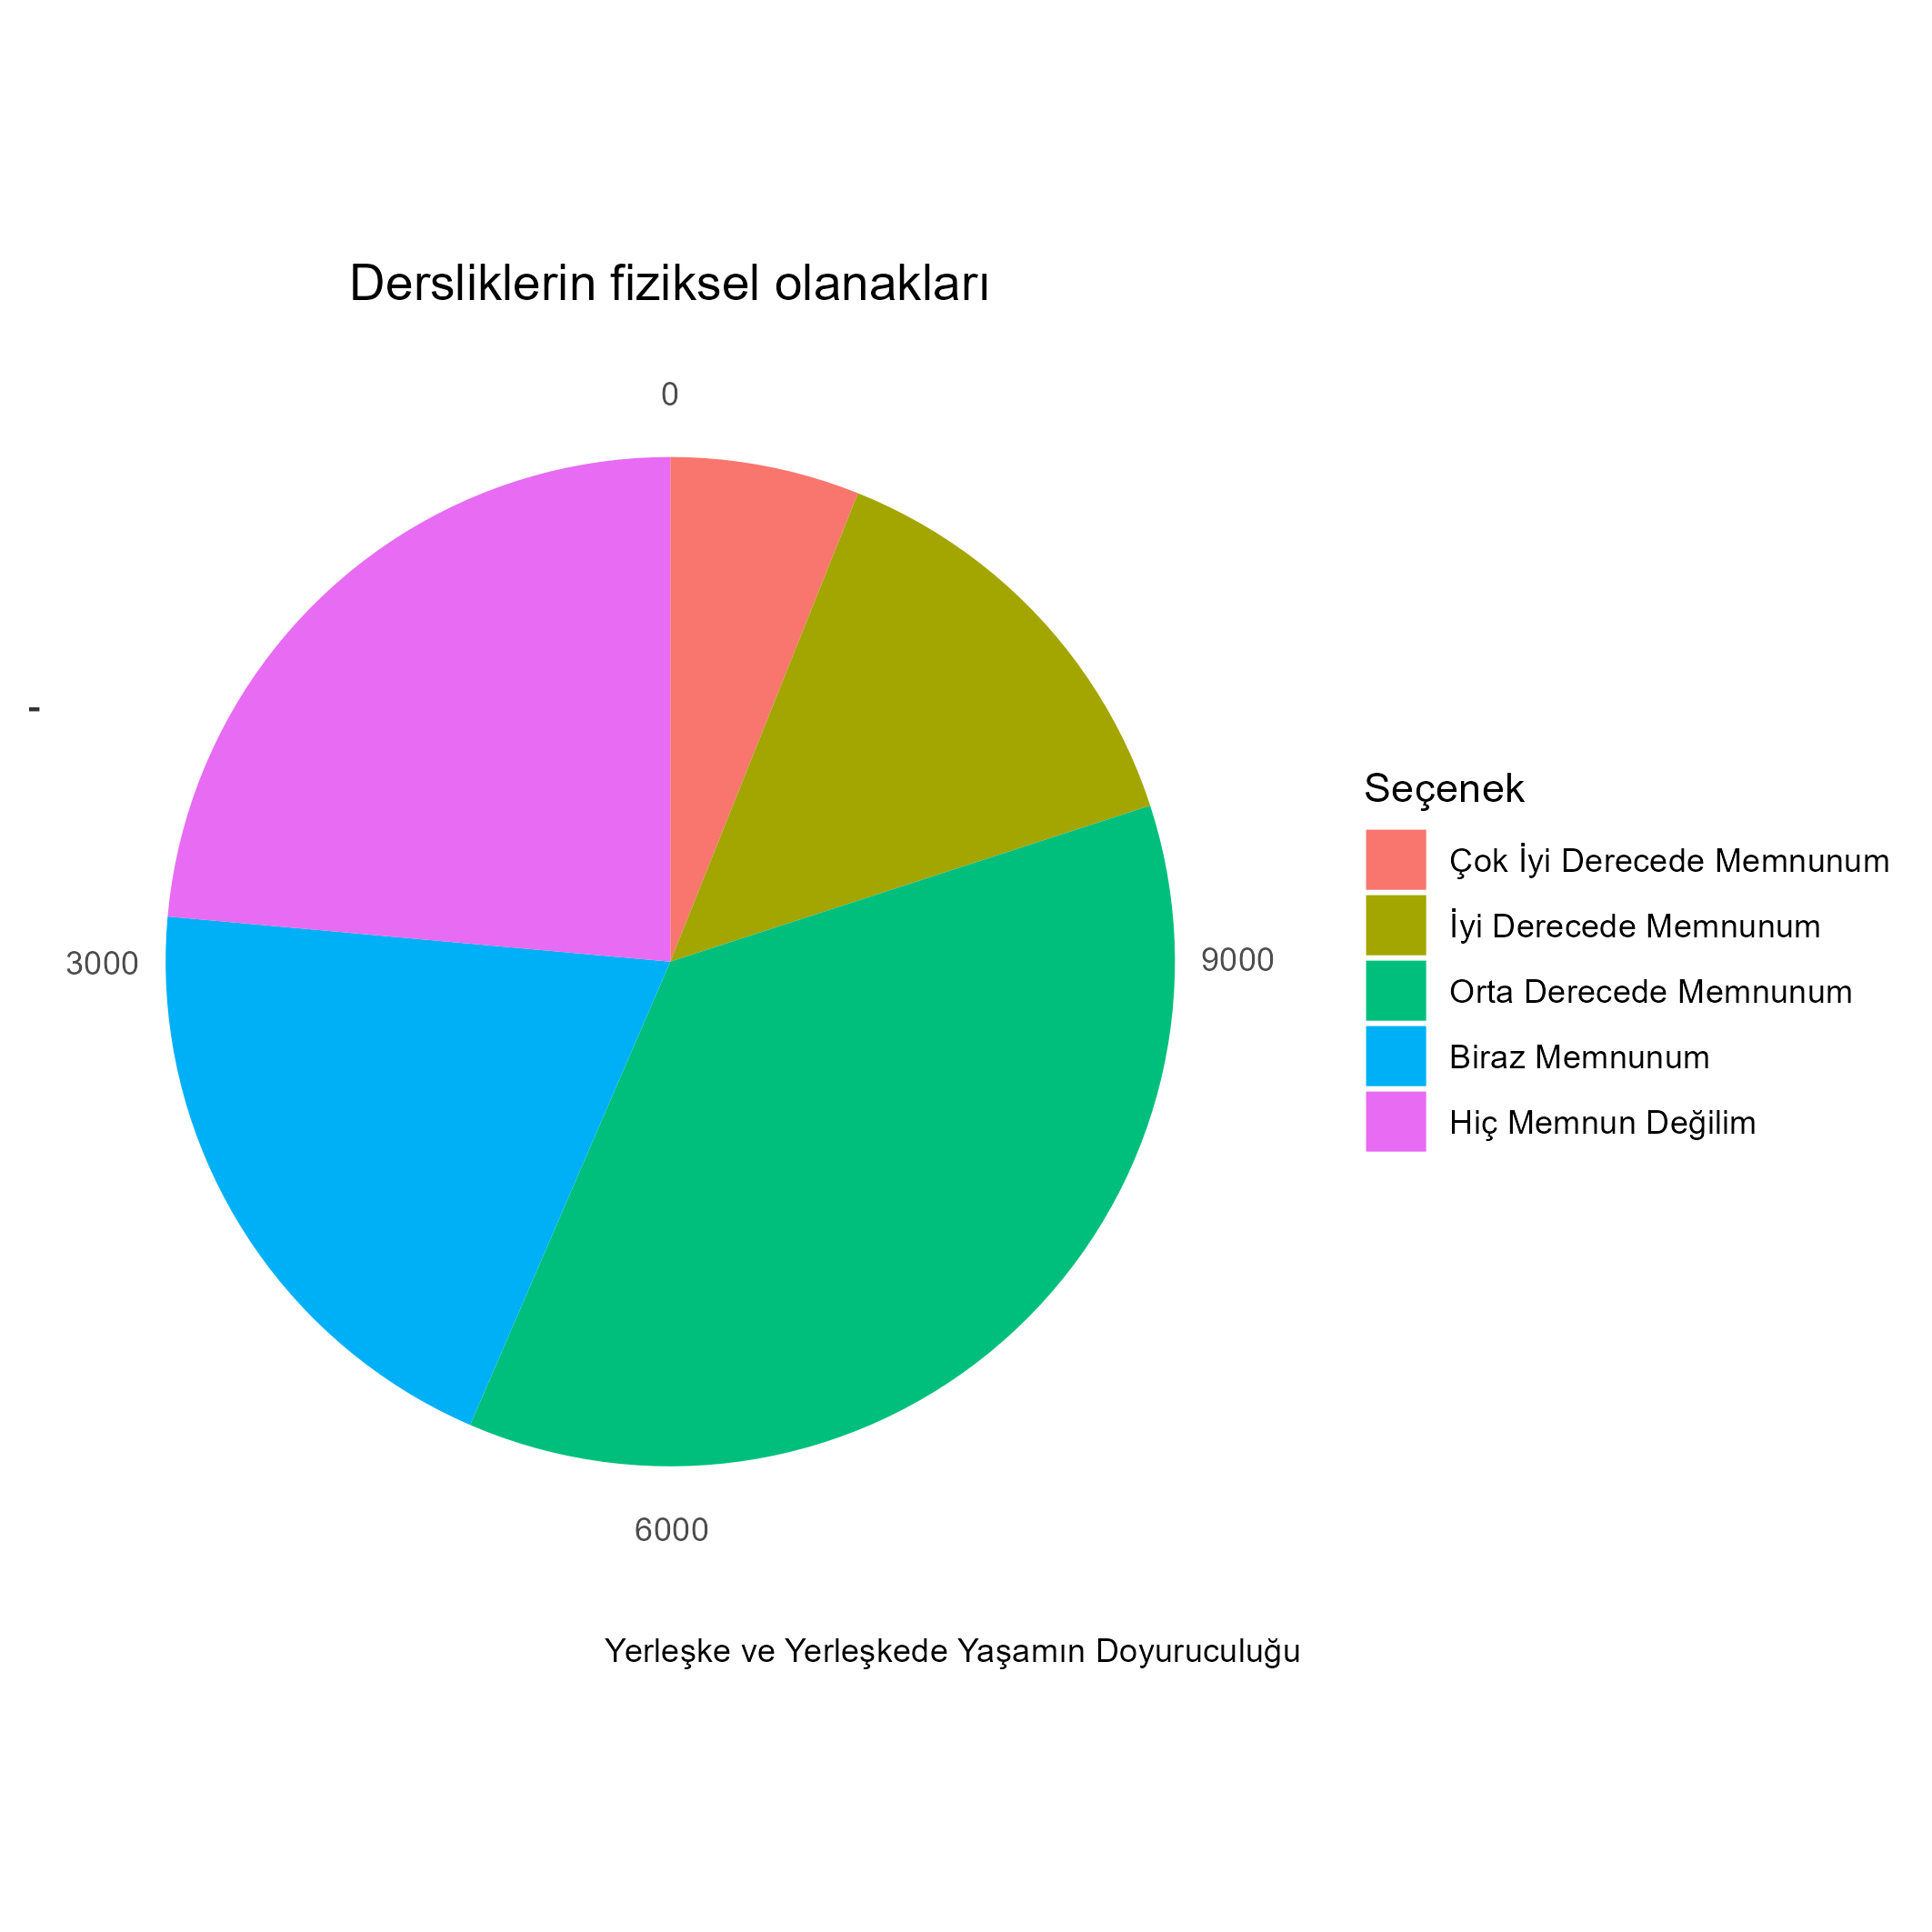 Dersliklerin fiziksel olanakları
0
-
3000
9000
6000
Seçenek
Çok İyi Derecede Memnunum
İyi Derecede Memnunum
Orta Derecede Memnunum
Biraz Memnunum
Hiç Memnun Değilim
Yerleşke ve Yerleşkede Yaşamın Doyuruculuğu